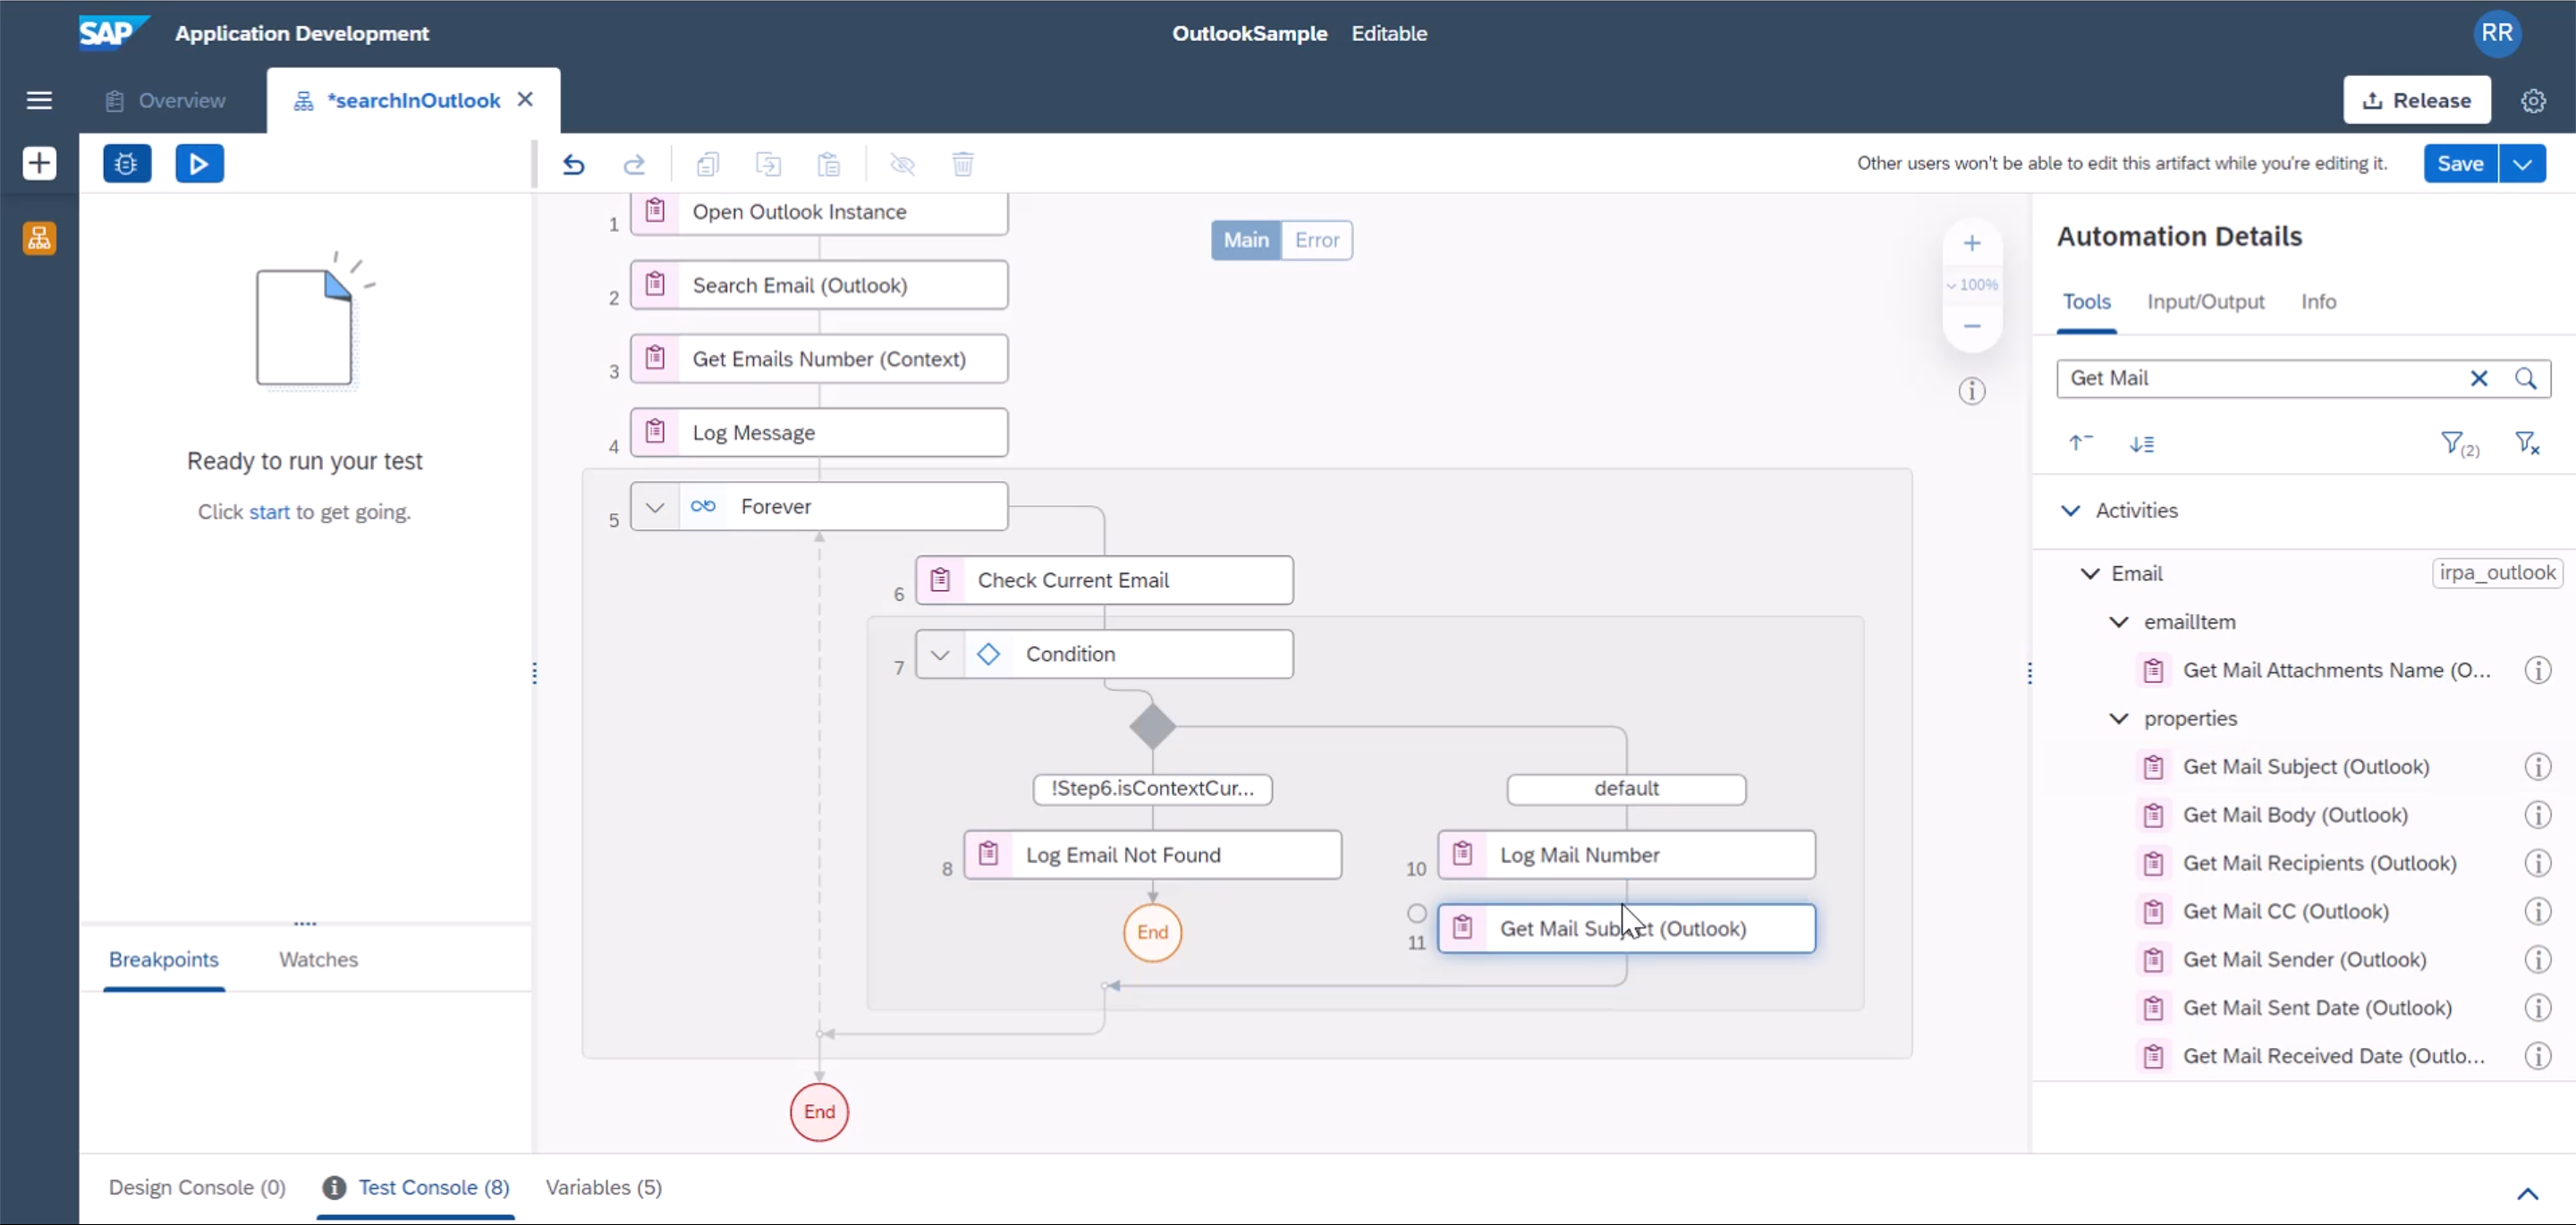 SAP Application Development
OutlookSample Editable
RR
Overview
*searchInOutlook
Release
Other users won't be able to edit this artifact while you're editing it.
Save
Ready to run your test
Click start to get going.
Breakpoints
Watches
Main
Error
100%
1
Open Outlook Instance
2
Search Email (Outlook)
3
Get Emails Number (Context)
4
Log Message
5
Forever
6
Check Current Email
7
Condition
!Step6.isContextCur...
default
8
Log Email Not Found
10
Log Mail Number
End
11
Get Mail Subject (Outlook)
End
Automation Details
Tools
Input/Output
Info
Get Mail
(2)
Activities
Email
irpa_outlook
emailItem
Get Mail Attachments Name (O...
properties
Get Mail Subject (Outlook)
Get Mail Body (Outlook)
Get Mail Recipients (Outlook)
Get Mail CC (Outlook)
Get Mail Sender (Outlook)
Get Mail Sent Date (Outlook)
Get Mail Received Date (Outlo...
Design Console (0)
Test Console (8)
Variables (5)